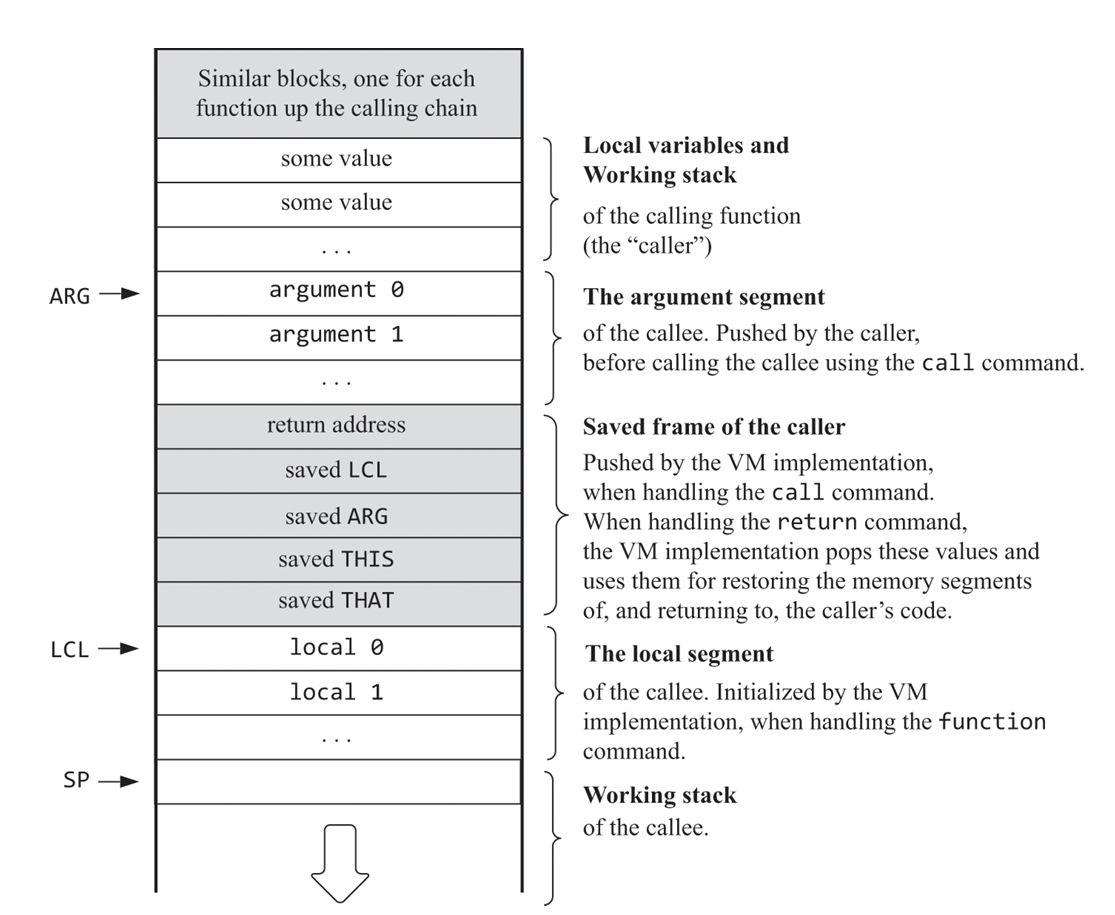 Similar blocks, one for each
function up the calling chain
some value
some value
...
Local variables and
Working stack
of the calling function
(the “caller”)
ARG
argument 0
argument 1
...
The argument segment
of the callee. Pushed by the caller,
before calling the callee using the call command.
return address
saved LCL
saved ARG
saved THIS
saved THAT
Saved frame of the caller
Pushed by the VM implementation,
when handling the call command.
When handling the return command,
the VM implementation pops these values and
uses them for restoring the memory segments
of, and returning to, the caller’s code.
LCL
local 0
local 1
...
The local segment
of the callee. Initialized by the VM
implementation, when handling the function
command.
SP
Working stack
of the callee.